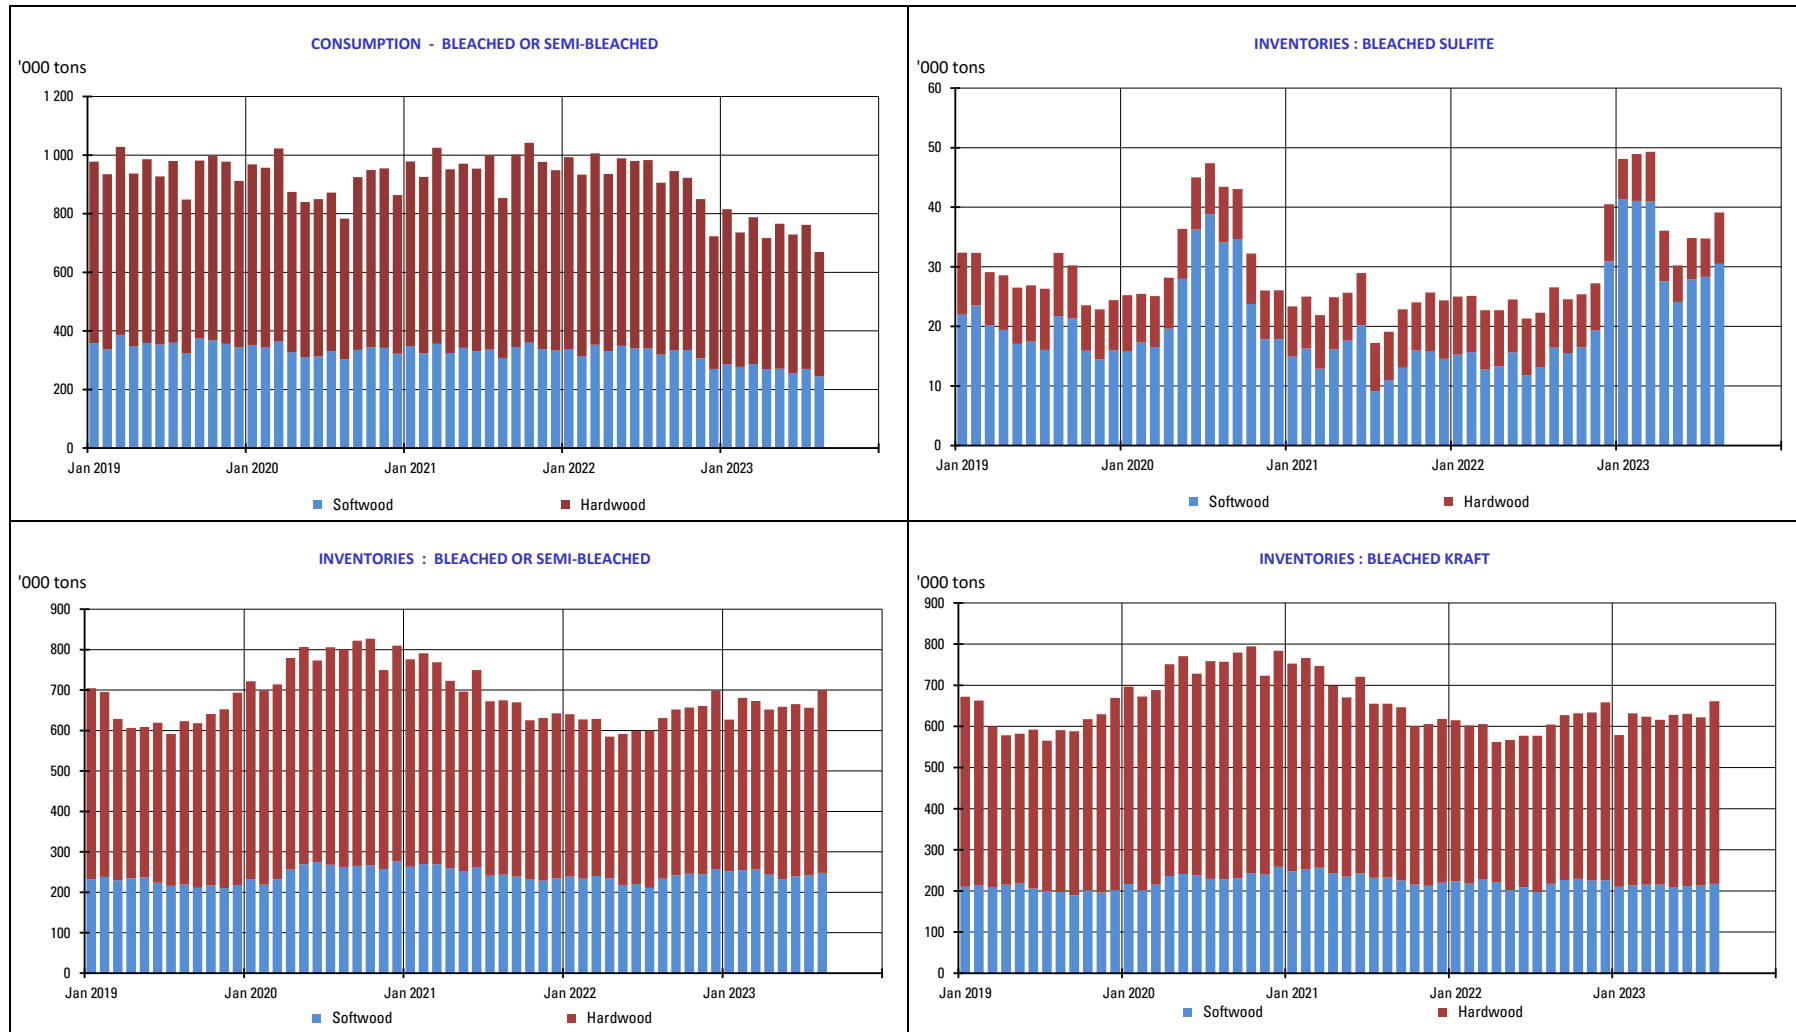 CONSUMPTION - BLEACHED OR SEMI-BLEACHED
'000 tons
1 200
1 000
800
600
400
200
0
Jan 2019 Jan 2020 Jan 2021 Jan 2022 Jan 2023
Softwood Hardwood
INVENTORIES : BLEACHED SULFITE
'000 tons
60
50
40
30
20
10
0
Jan 2019 Jan 2020 Jan 2021 Jan 2022 Jan 2023
Softwood Hardwood
INVENTORIES : BLEACHED OR SEMI-BLEACHED
'000 tons
900
800
700
600
500
400
300
200
100
0
Jan 2019 Jan 2020 Jan 2021 Jan 2022 Jan 2023
Softwood Hardwood
INVENTORIES : BLEACHED KRAFT
'000 tons
900
800
700
600
500
400
300
200
100
0
Jan 2019 Jan 2020 Jan 2021 Jan 2022 Jan 2023
Softwood Hardwood